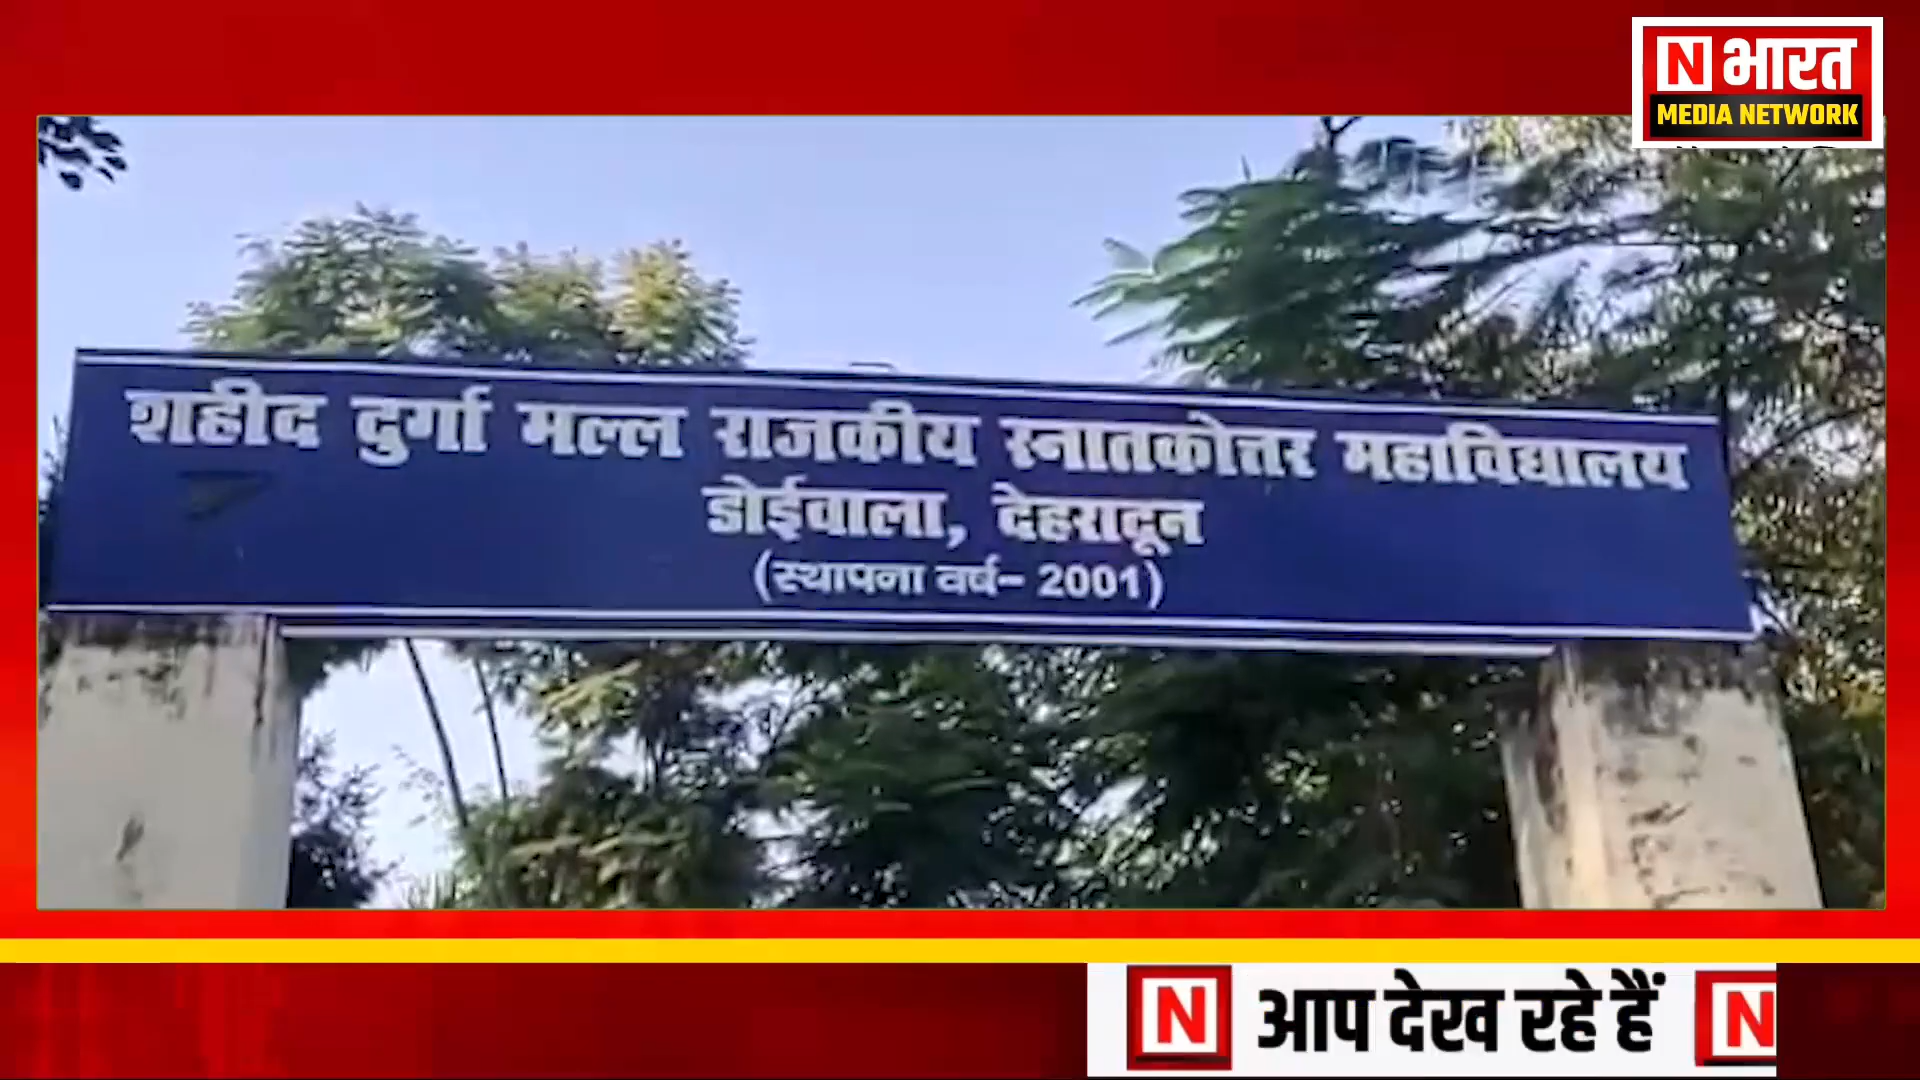 N भारत
MEDIA NETWORK
शहीद दुर्गा मल्ल राजकीय स्नातकोत्तर महाविद्यालय
डोईवाला, देहरादून
(स्थापना वर्ष- 2001)
N आप देख रहे हैं N